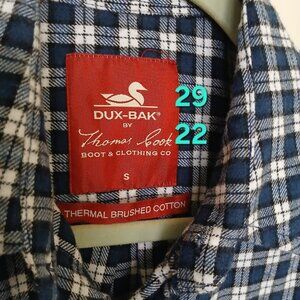 DUX-BAK®
BY
Thomas Cook
BOOT & CLOTHING CO
S
THERMAL BRUSHED COTTON
29
22